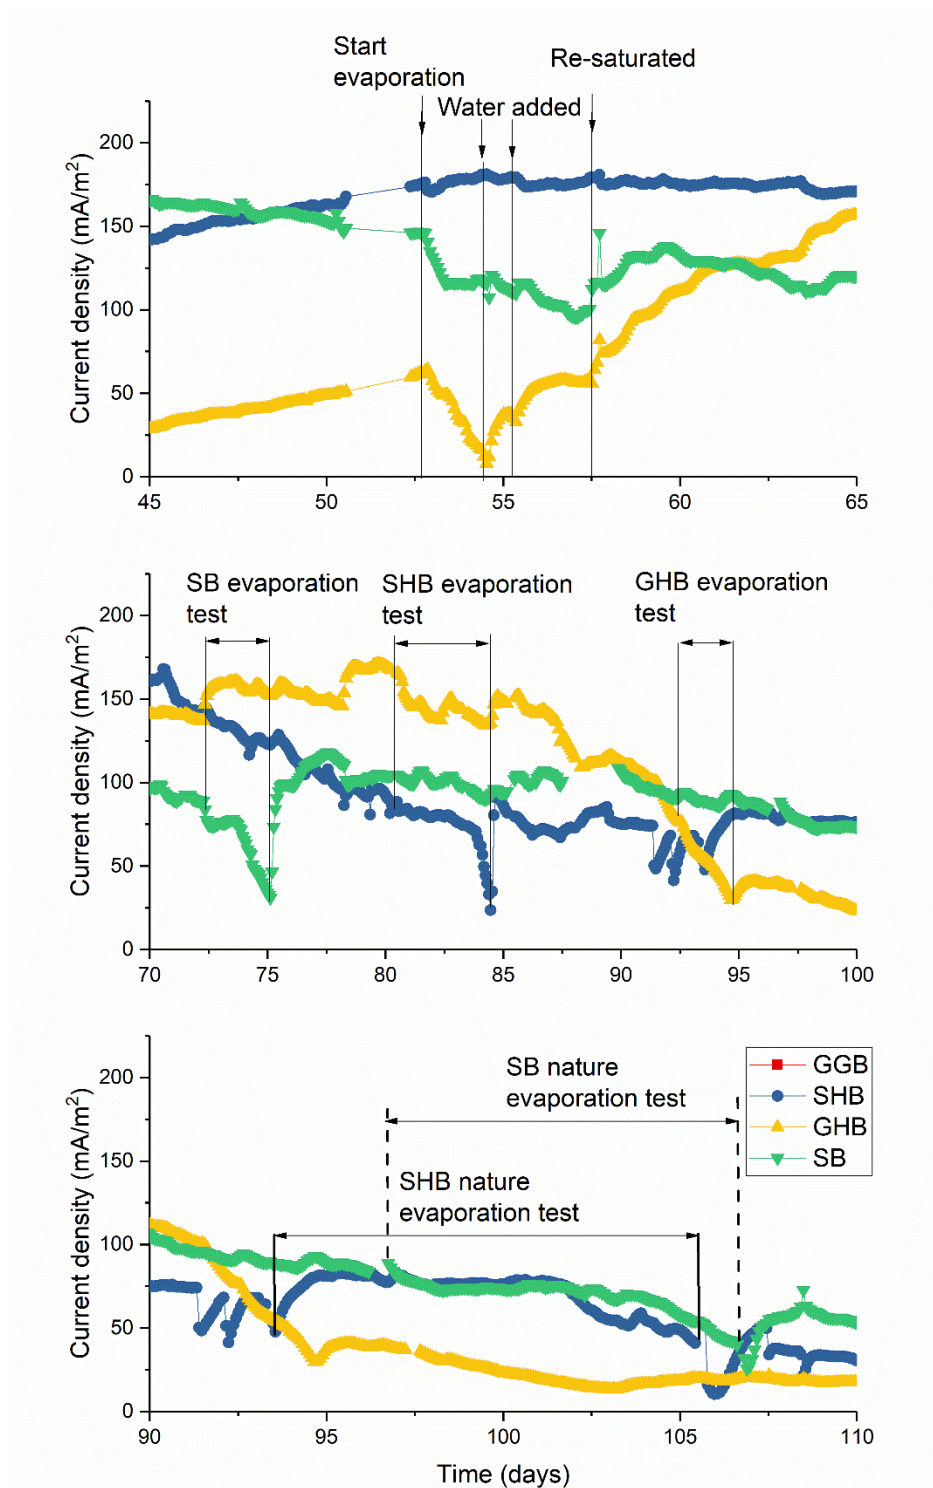 Start
evaporation
Water added
Re-saturated
Current density (mA/m²)
200
150
100
50
0
45
50
55
60
65
SB evaporation
test
SHB evaporation
test
GHB evaporation
test
Current density (mA/m²)
200
150
100
50
0
70
75
80
85
90
95
100
SB nature
evaporation test
SHB nature
evaporation test
GGB
SHB
GHB
SB
Current density (mA/m²)
200
150
100
50
0
90
95
100
105
110
Time (days)